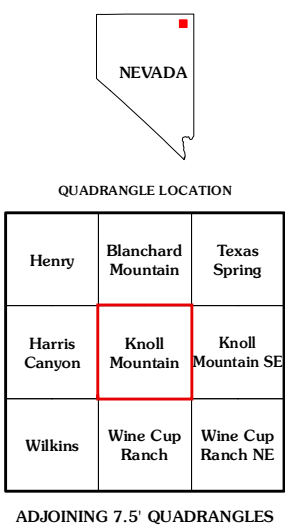 NEVADA
QUADRANGLE LOCATION
Henry
Blanchard
Mountain
Texas
Spring
Harris
Canyon
Knoll
Mountain
Knoll
Mountain SE
Wilkins
Wine Cup
Ranch
Wine Cup
Ranch NE
ADJOINING 7.5' QUADRANGLES